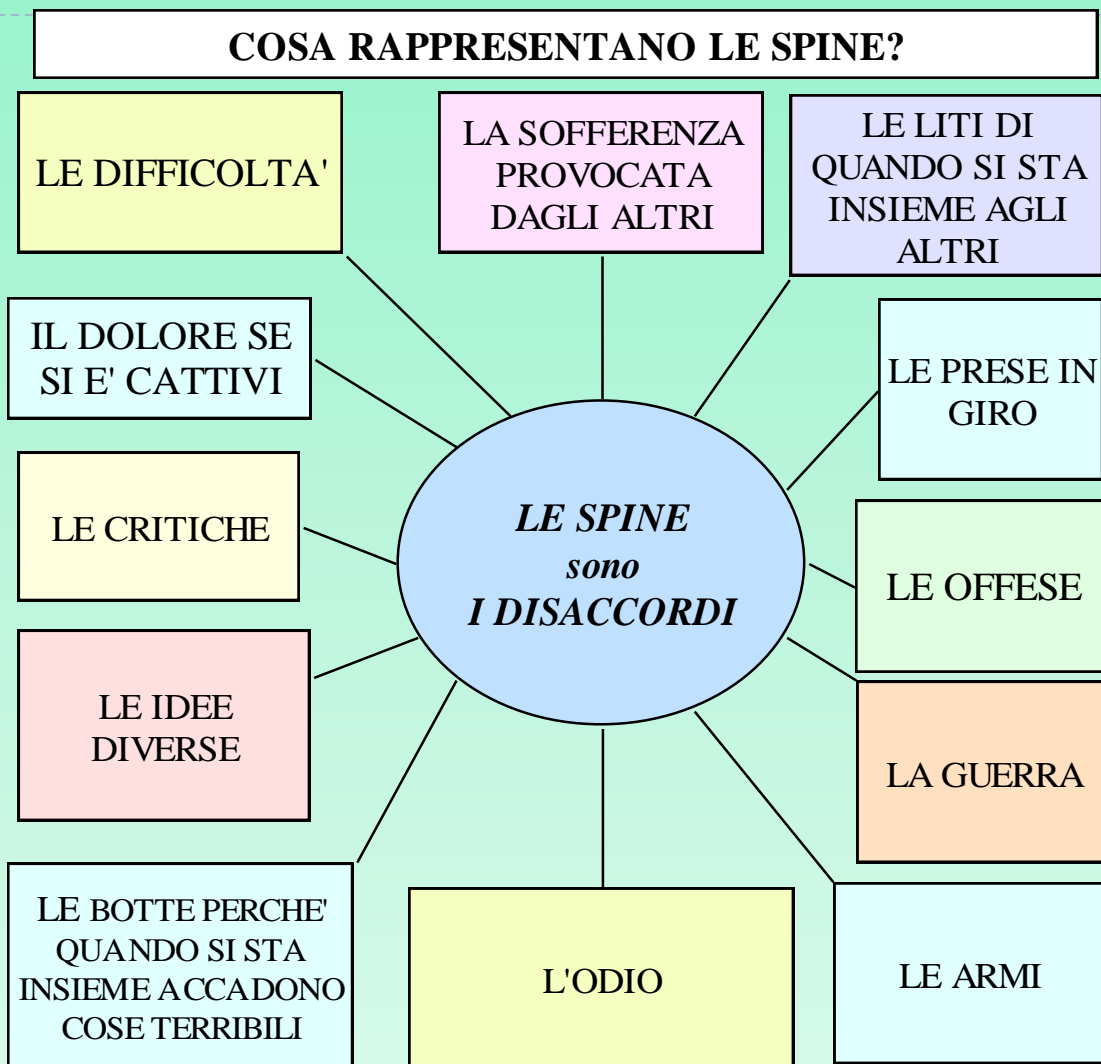 COSA RAPPRESENTANO LE SPINE?
LE DIFFICOLTA'
LA SOFFERENZA
PROVOCATA
DAGLI ALTRI
LE LITI DI
QUANDO SI STA
INSIEME AGLI
ALTRI
IL DOLORE SE
SI E' CATTIVI
LE PRESE IN
GIRO
LE CRITICHE
LE SPINE
sono
I DISACCORDI
LE OFFESE
LE IDEE
DIVERSE
LA GUERRA
LE BOTTE PERCHE'
QUANDO SI STA
INSIEME ACCADONO
COSE TERRIBILI
L'ODIO
LE ARMI